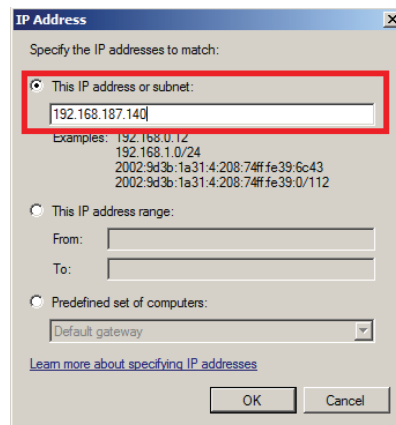 IP Address
Specify the IP addresses to match:
This IP address or subnet:
192.168.187.140
Examples: 192.168.0.12
192.168.1.0/24
2002:9d3b:1a31:4:208:74ff:fe39:6c43
2002:9d3b:1a31:4:208:74ff:fe39:0/112
This IP address range:
From:
To:
Predefined set of computers:
Default gateway
Learn more about specifying IP addresses
OK Cancel